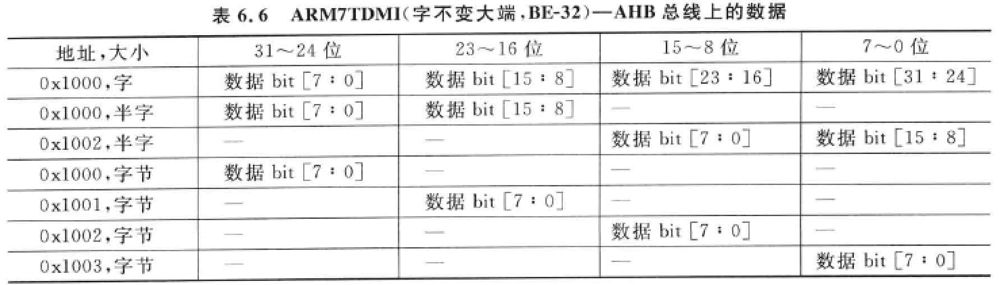 表 6.6 ARM7TDMI(字不变大端,BE-32)—AHB 总线上的数据
地址,大小 31～24 位 23～16 位 15～8 位 7～0 位
0x1000,字 数据 bit [7:0] 数据 bit [15:8] 数据 bit [23:16] 数据 bit [31:24]
0x1000,半字 数据 bit [7:0] 数据 bit [15:8] — —
0x1002,半字 — — 数据 bit [7:0] 数据 bit [15:8]
0x1000,字节 数据 bit [7:0] — — —
0x1001,字节 — 数据 bit [7:0] — —
0x1002,字节 — — 数据 bit [7:0] —
0x1003,字节 — — — 数据 bit [7:0]